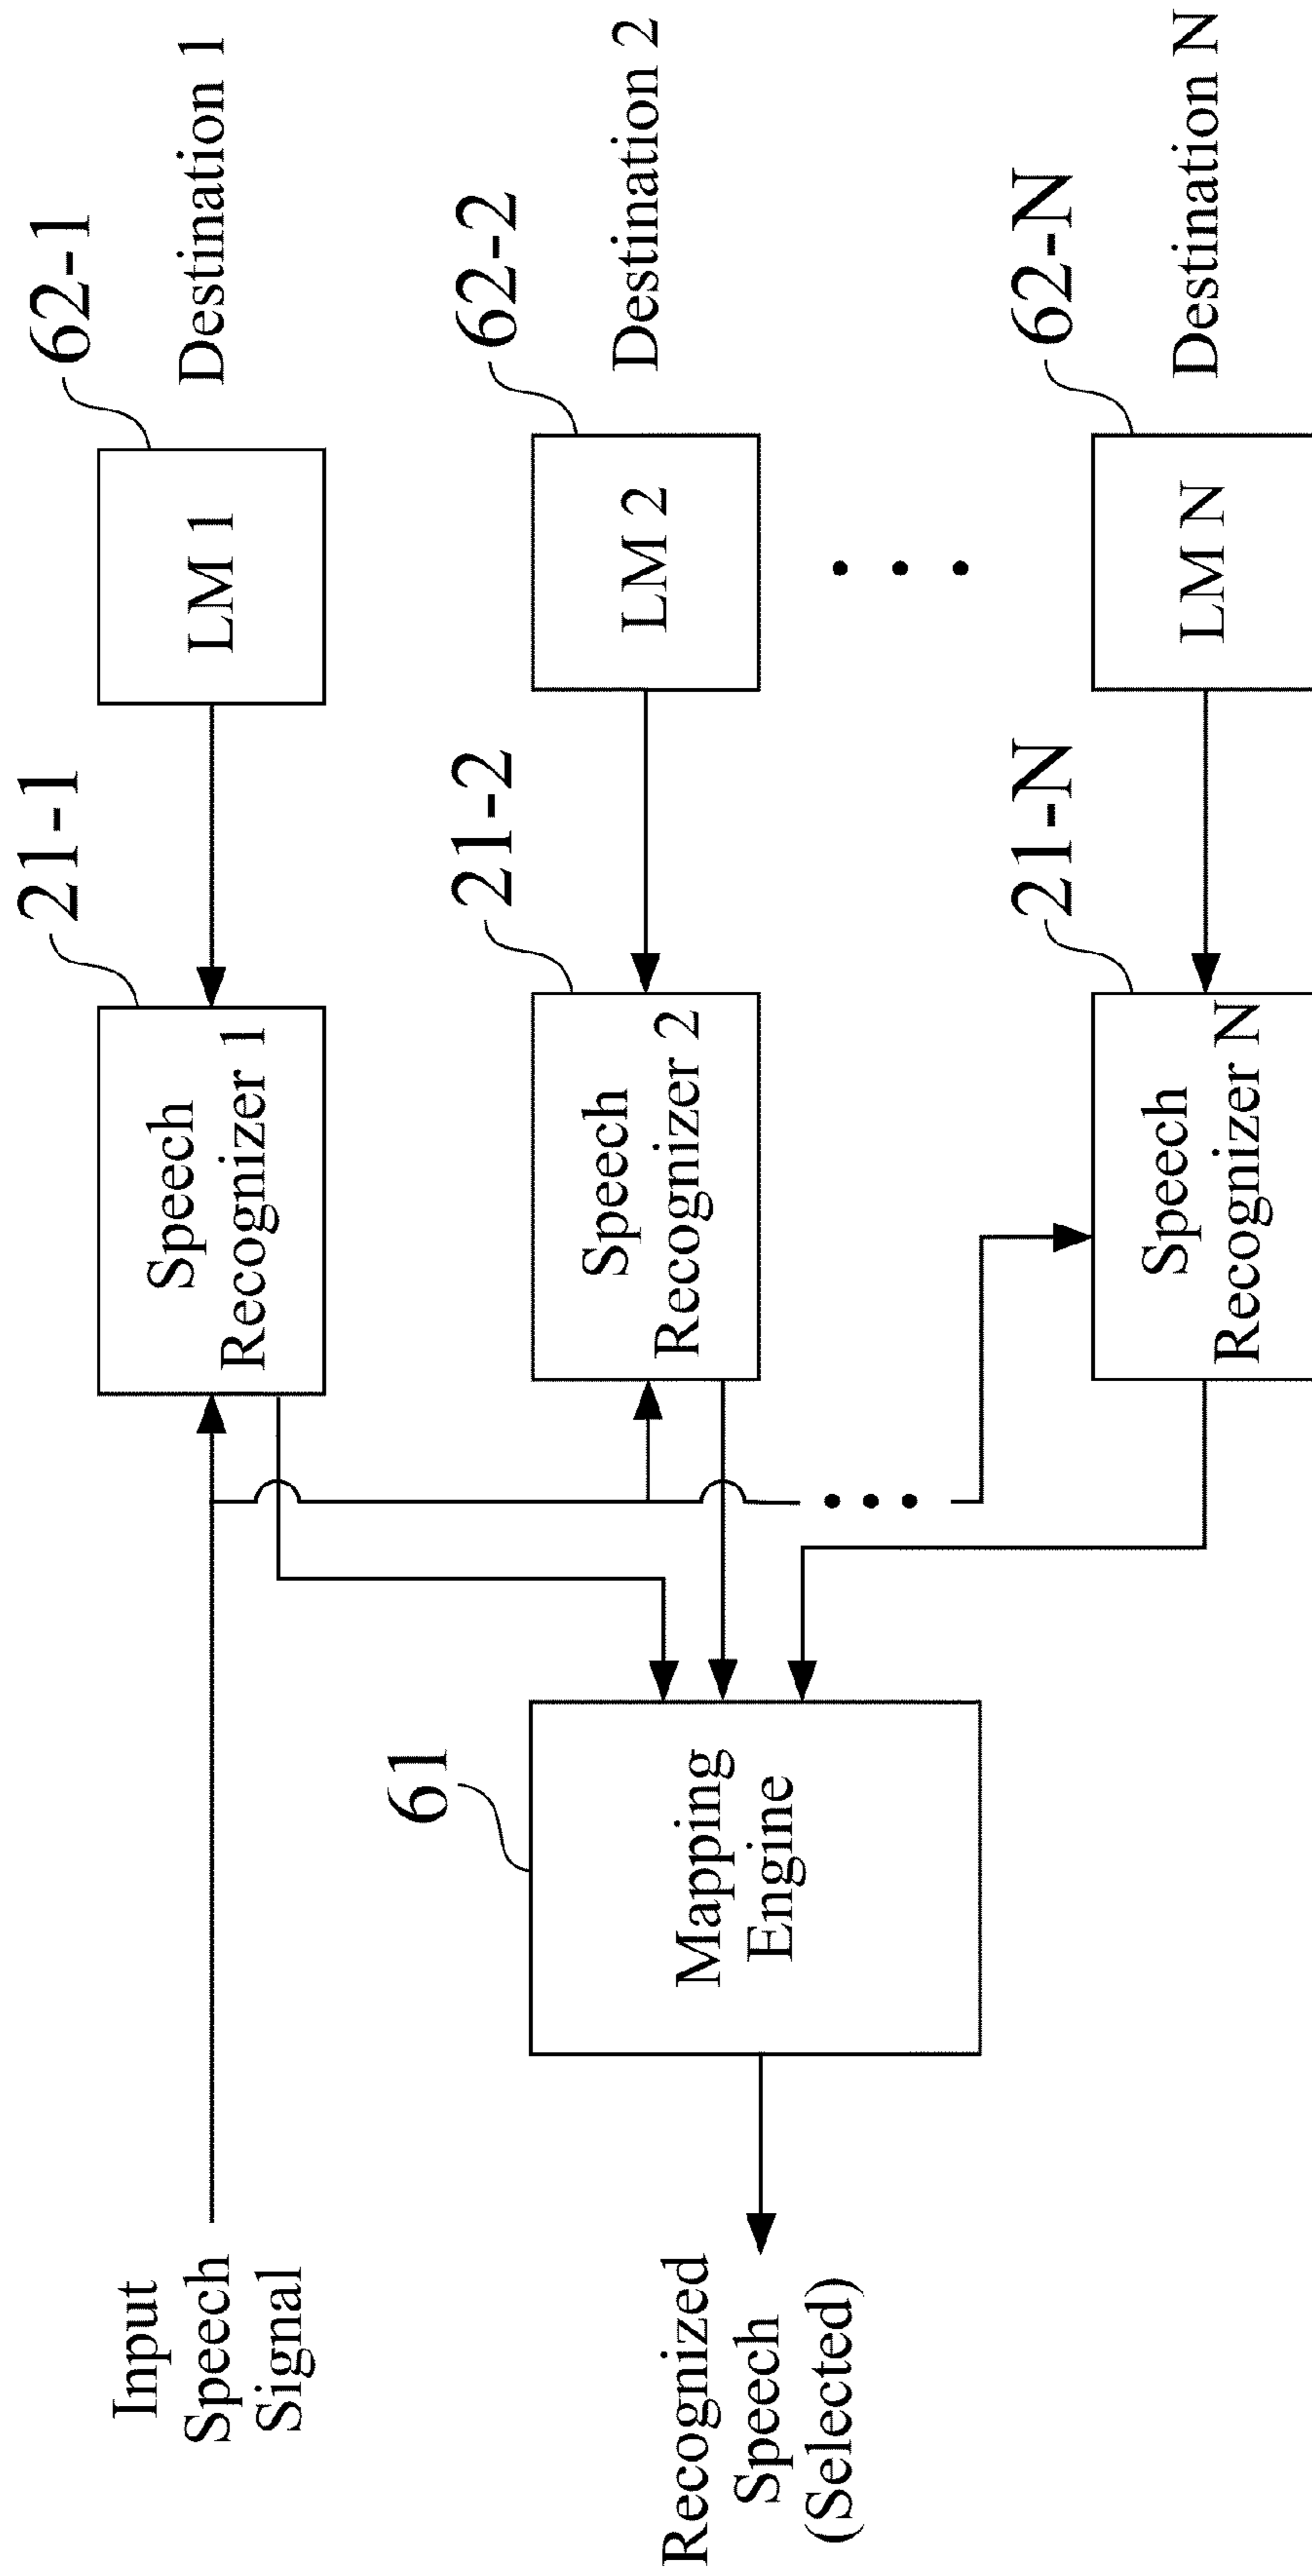 Input
Speech
Signal
21-1
Speech
Recognizer 1
62-1
LM 1
Destination 1
61
Mapping
Engine
Recognized
Speech
(Selected)
21-2
Speech
Recognizer 2
62-2
LM 2
Destination 2
21-N
Speech
Recognizer N
62-N
LM N
Destination N